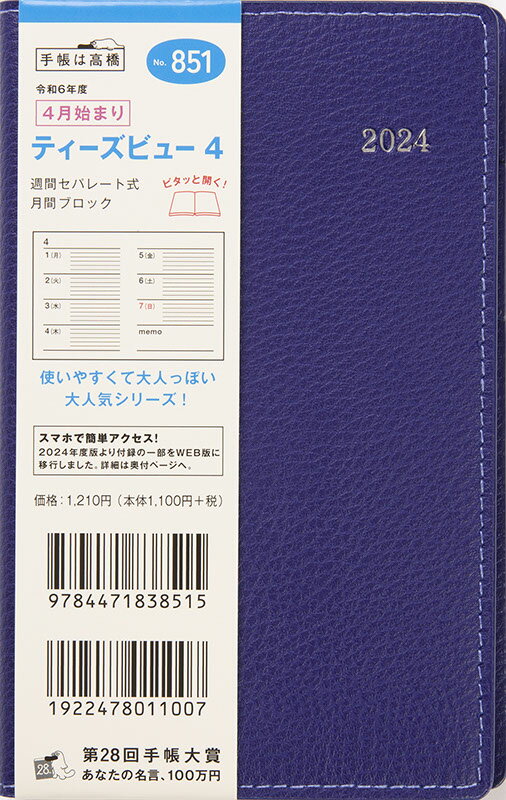 手帳は高橋
No. 851
令和6年度
4月始まり
ティーズビュー 4
週間セパレート式
月間ブロック
ピタッと開く!
4
1(月)
2(火)
3(水)
4(木)
5(金)
6(土)
7(日)
memo
使いやすくて大人っぽい
大人気シリーズ!
スマホで簡単アクセス!
2024年度版より付録の一部をWEB版に
移行しました。詳細は奥付ページへ。
価格:1,210円(本体1,100円+税)
9784471838515
1922478011007
28th
第28回手帳大賞
あなたの名言、100万円
2024